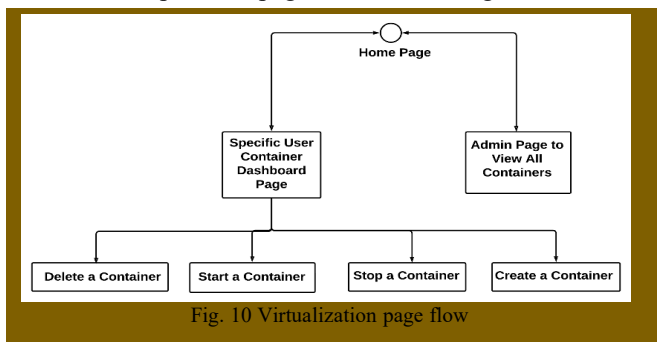 Home Page
Specific User
Container
Dashboard
Page
Admin Page to
View All
Containers
Delete a Container
Start a Container
Stop a Container
Create a Container
Fig. 10 Virtualization page flow